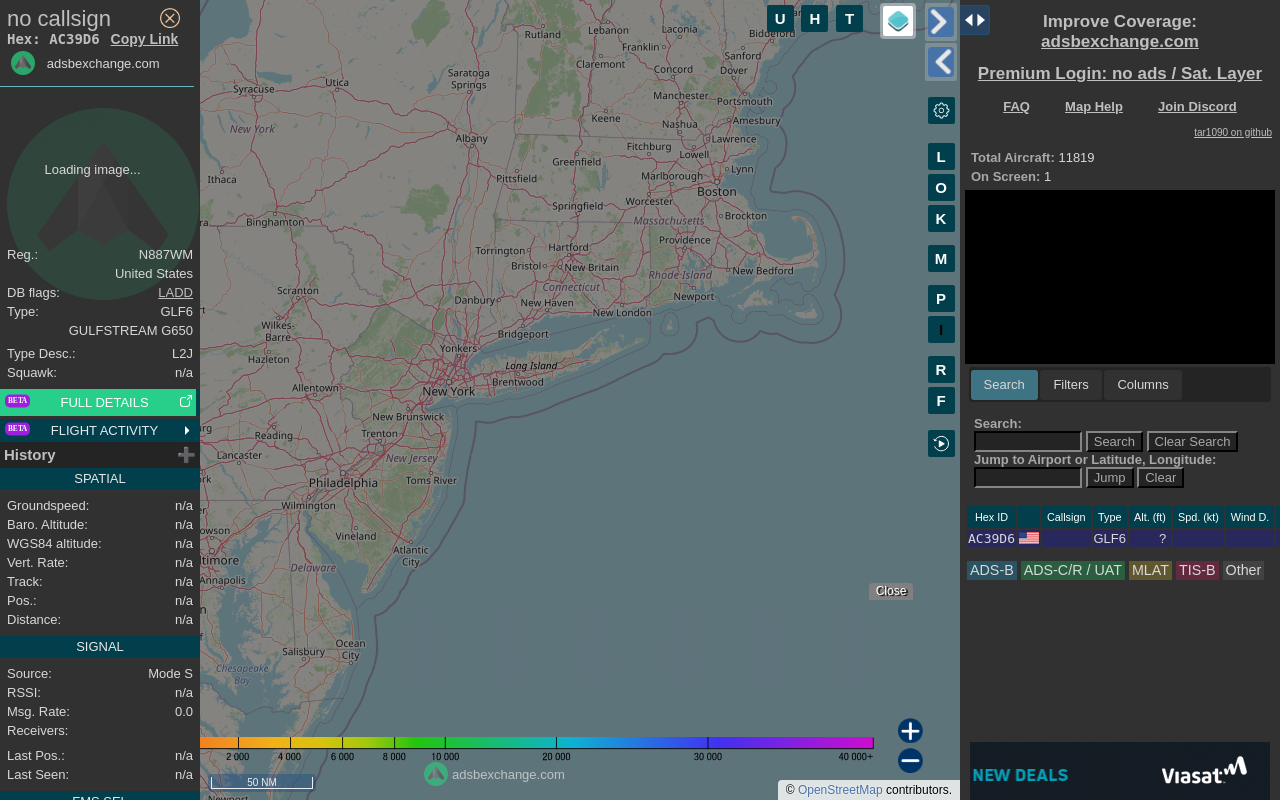 no callsign
Hex: AC39D6 Copy Link
adsbexchange.com
Loading image...
Reg.: N887WM
United States
DB flags: LADD
Type: GLF6
GULFSTREAM G650
Type Desc.: L2J
Squawk: n/a
BETA FULL DETAILS
BETA FLIGHT ACTIVITY
History
SPATIAL
Groundspeed: n/a
Baro. Altitude: n/a
WGS84 altitude: n/a
Vert. Rate: n/a
Track: n/a
Pos.: n/a
Distance: n/a
SIGNAL
Source: Mode S
RSSI: n/a
Msg. Rate: 0.0
Receivers:
Last Pos.: n/a
Last Seen: n/a
FMS SEL
U H T
L
O
K
M
P
I
R
F
Rutland
Lebanon
Laconia
Biddeford
Franklin
Claremont
Sanford
Concord
Dover
Saratoga Springs
Utica
Syracuse
Manchester
Portsmouth
Keene
Nashua
Amesbury
New York
Albany
Lawrence
Fitchburg
Lowell
Greenfield
Lynn
Ithaca
Pittsfield
Marlborough
Boston
Springfield
Worcester
Binghamton
Massachusetts
Brockton
Providence
Torrington
Hartford
Bristol
New Britain
Rhode Island
New Bedford
Connecticut
Scranton
Danbury
New Haven
New London
Newport
Wilkes-Barre
Bridgeport
Hazleton
Yonkers
Long Island
Brentwood
Allentown
New York
New Brunswick
Reading
Trenton
Lancaster
New Jersey
Philadelphia
Toms River
Wilmington
Vineland
Atlantic City
Delaware
Annapolis
Ocean City
Salisbury
Chesapeake Bay
Close
2 000 4 000 6 000 8 000 10 000 20 000 30 000 40 000+
50 NM
adsbexchange.com
© OpenStreetMap contributors.
Improve Coverage:
adsbexchange.com
Premium Login: no ads / Sat. Layer
FAQ Map Help Join Discord
tar1090 on github
Total Aircraft: 11819
On Screen: 1
Search Filters Columns
Search:
Search Clear Search
Jump to Airport or Latitude, Longitude:
Jump Clear
Hex ID Callsign Type Alt. (ft) Spd. (kt) Wind D.
AC39D6 GLF6 ?
ADS-B ADS-C/R / UAT MLAT TIS-B Other
NEW DEALS Viasat